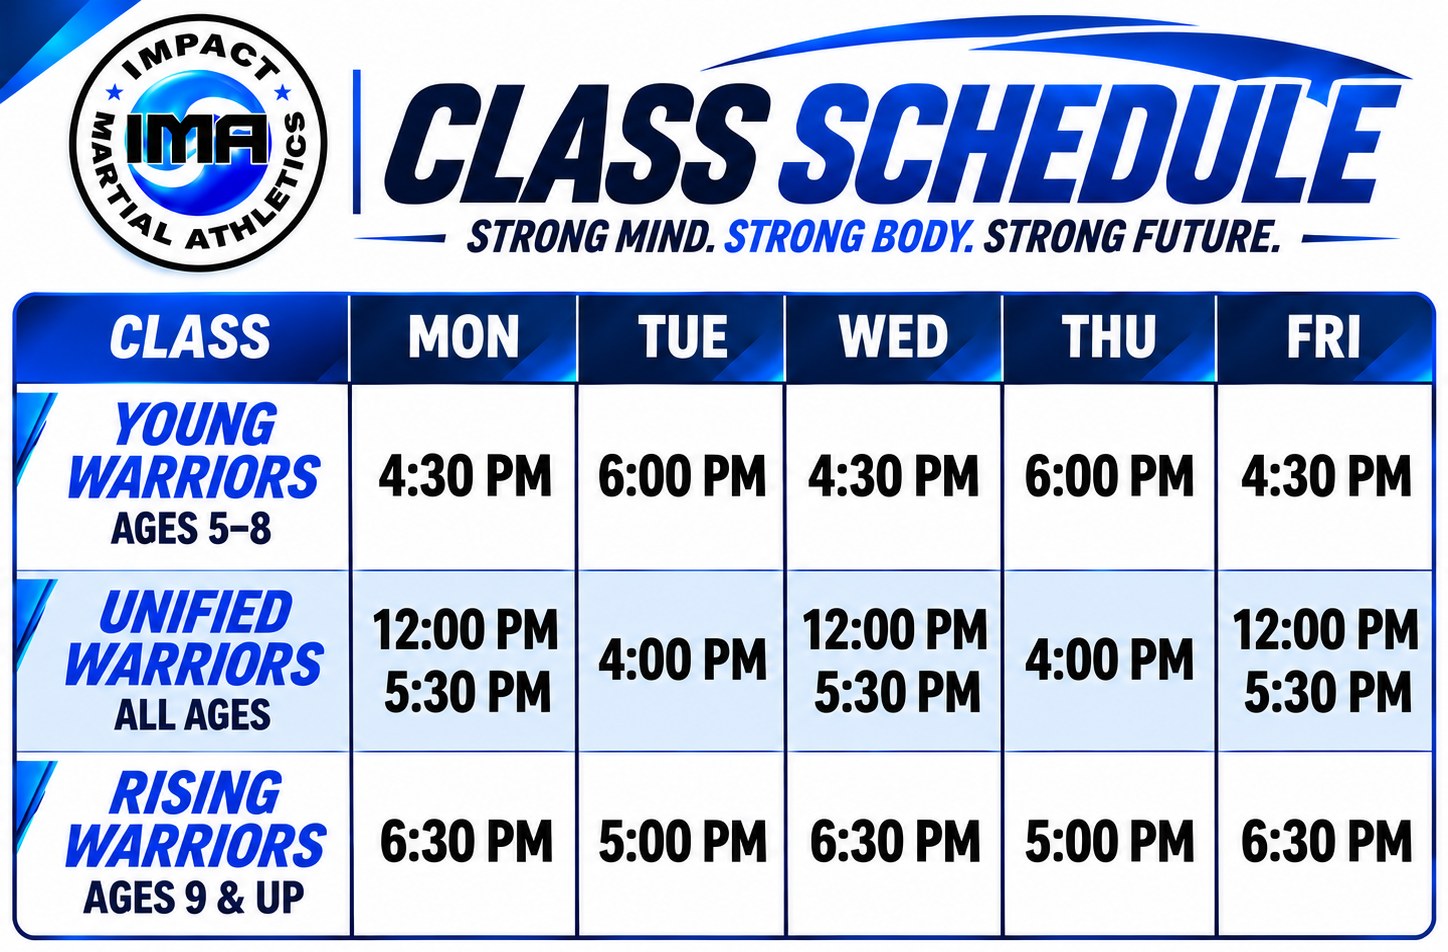 IMPACT
IMA
MARTIAL ATHLETICS
CLASS SCHEDULE
STRONG MIND. STRONG BODY. STRONG FUTURE.
CLASS MON TUE WED THU FRI
YOUNG
WARRIORS
AGES 5–8
4:30 PM 6:00 PM 4:30 PM 6:00 PM 4:30 PM
UNIFIED
WARRIORS
ALL AGES
12:00 PM
5:30 PM
4:00 PM
12:00 PM
5:30 PM
4:00 PM
12:00 PM
5:30 PM
RISING
WARRIORS
AGES 9 & UP
6:30 PM 5:00 PM 6:30 PM 5:00 PM 6:30 PM